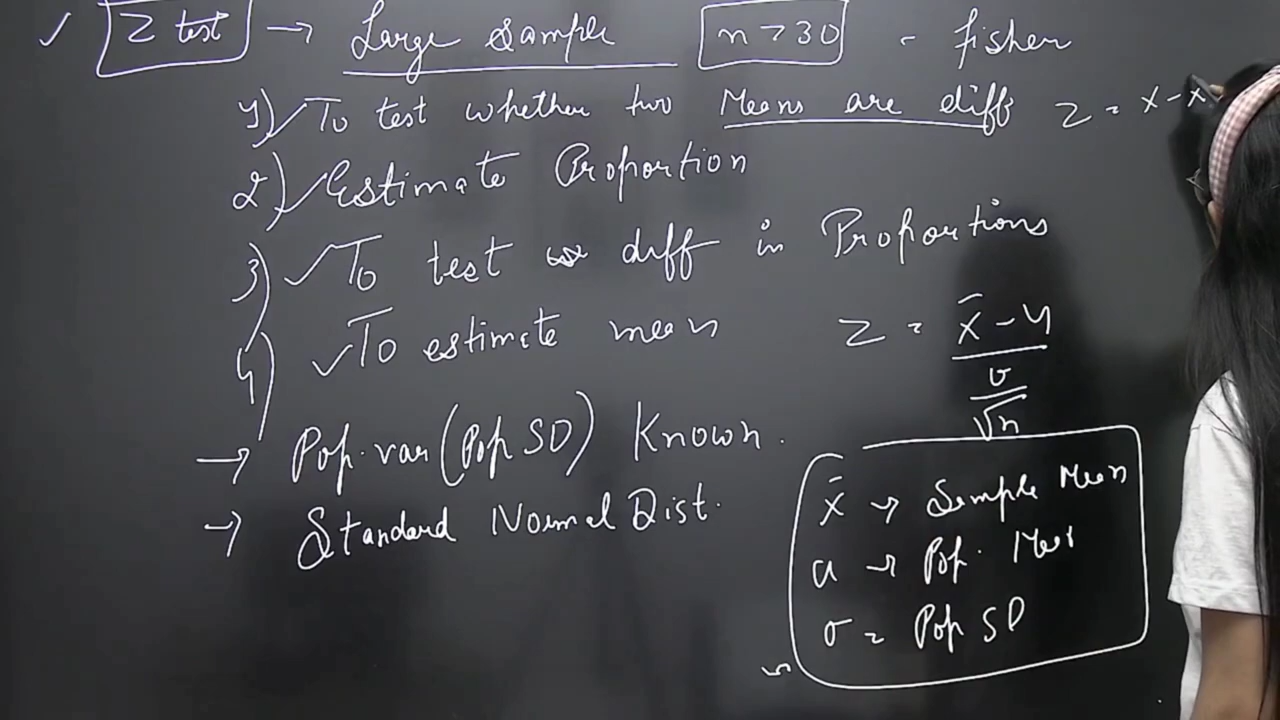 ✓ Z test → Large Sample n > 30 - fisher
1) ✓ To test whether two Means are diff Z = x - x
2) ✓ Estimate Proportion
3) ✓ To test diff in Proportions
4) ✓ To estimate mean
Z = x̄ - μ / σ/√n
→ Pop. var (Pop SD) Known.
→ Standard Normal Dist.
x̄ → Sample Mean
μ → Pop. Mean
σ = Pop SD